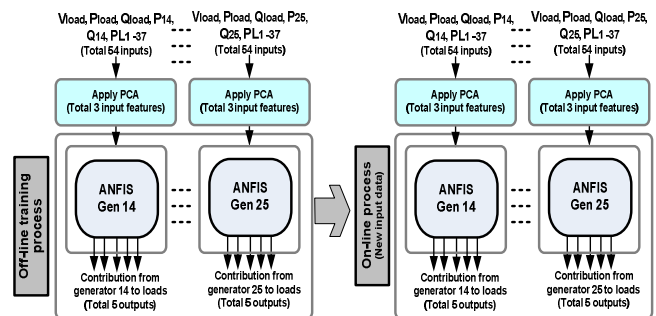 Vload, Pload, Qload, P14,
Q14, PL1 -37
(Total 54 inputs)
Vload, Pload, Qload, P25,
Q25, PL1 -37
(Total 54 inputs)
Vload, Pload, Qload, P14,
Q14, PL1 -37
(Total 54 inputs)
Vload, Pload, Qload, P25,
Q25, PL1 -37
(Total 54 inputs)
Apply PCA
(Total 3 input features)
Apply PCA
(Total 3 input features)
Apply PCA
(Total 3 input features)
Apply PCA
(Total 3 input features)
Off-line training
process
ANFIS
Gen 14
ANFIS
Gen 25
On-line process
(New input data)
ANFIS
Gen 14
ANFIS
Gen 25
Contribution from
generator 14 to loads
(Total 5 outputs)
Contribution from
generator 25 to loads
(Total 5 outputs)
Contribution from
generator 14 to loads
(Total 5 outputs)
Contribution from
generator 25 to loads
(Total 5 outputs)